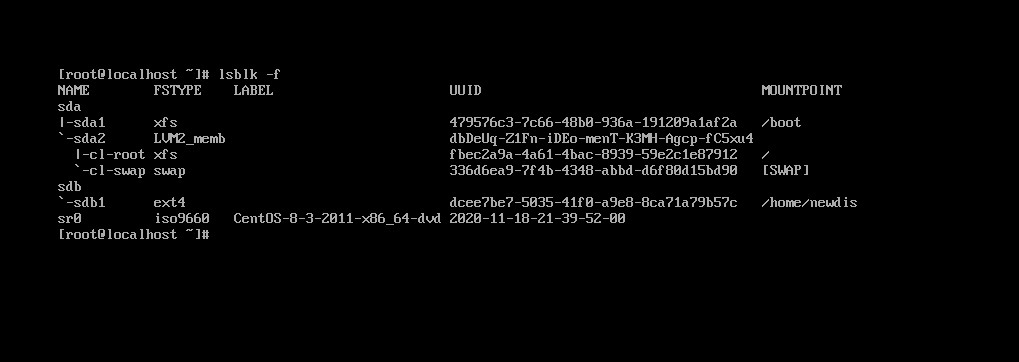 [root@localhost ~]# lsblk -f
NAME        FSTYPE    LABEL                      UUID                                   MOUNTPOINT
sda
|-sda1      xfs                                  479576c3-7c66-48b0-936a-191209a1af2a   /boot
`-sda2      LVM2_memb                            dbDeUq-Z1Fn-iDEo-menT-K3MH-Agcp-fC5xu4
  |-cl-root xfs                                  fbec2a9a-4a61-4bac-8939-59e2c1e87912   /
  `-cl-swap swap                                 336d6ea9-7f4b-4348-abbd-d6f80d15bd90   [SWAP]
sdb
`-sdb1      ext4                                 dcee7be7-5035-41f0-a9e8-8ca71a79b57c   /home/newdis
sr0         iso9660   CentOS-8-3-2011-x86_64-dvd 2020-11-18-21-39-52-00
[root@localhost ~]#